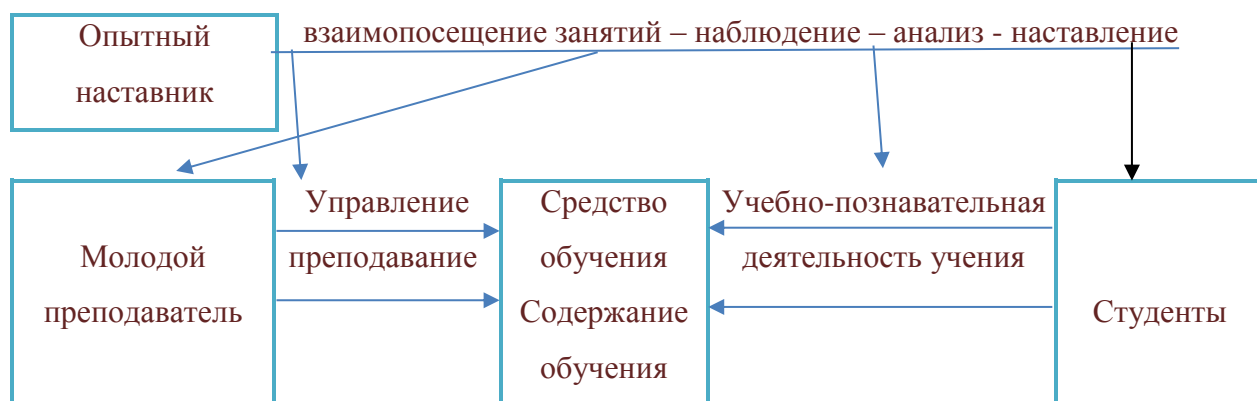 Опытный
наставник
взаимопосещение занятий – наблюдение – анализ - наставление
Молодой
преподаватель
Управление
преподавание
Средство
обучения
Содержание
обучения
Учебно-познавательная
деятельность учения
Студенты